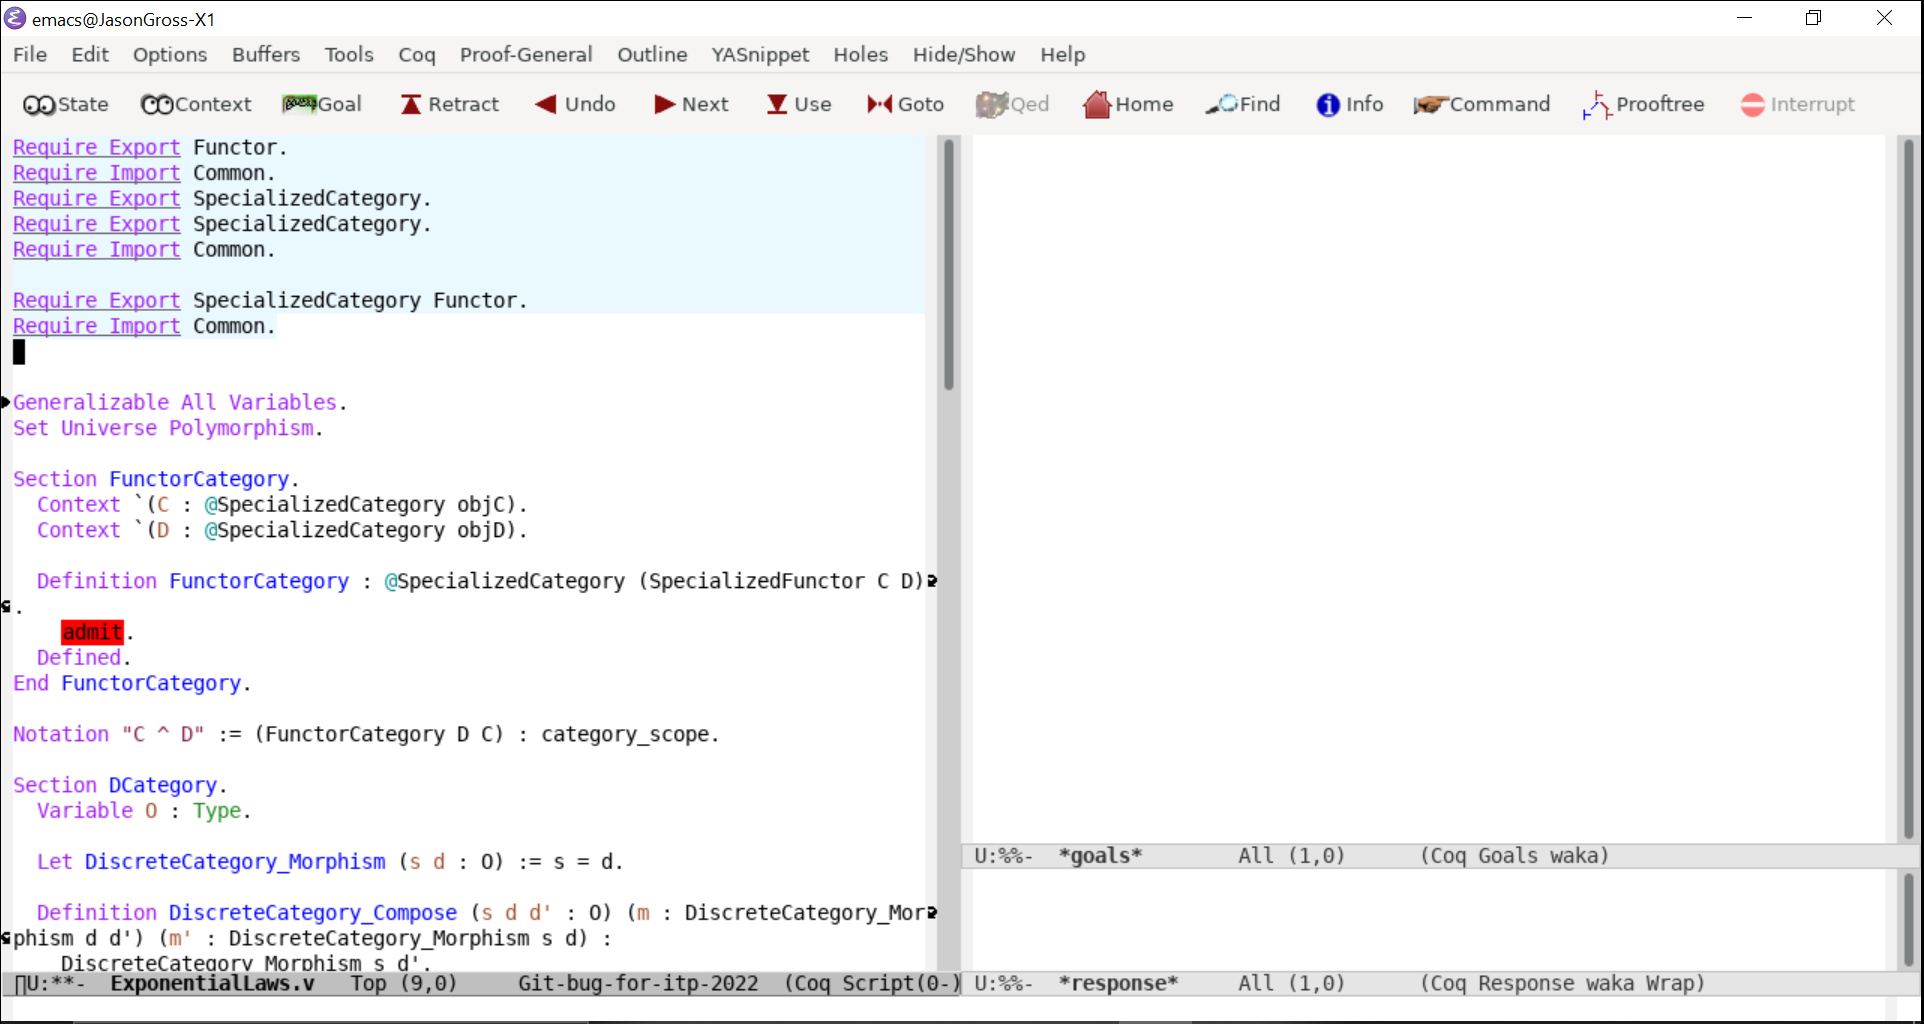 emacs@JasonGross-X1
File Edit Options Buffers Tools Coq Proof-General Outline YASnippet Holes Hide/Show Help
State Context Goal Retract Undo Next Use Goto Qed Home Find Info Command Prooftree Interrupt
Require Export Functor.
Require Import Common.
Require Export SpecializedCategory.
Require Export SpecializedCategory.
Require Import Common.
Require Export SpecializedCategory Functor.
Require Import Common.
Generalizable All Variables.
Set Universe Polymorphism.
Section FunctorCategory.
Context `(C : @SpecializedCategory objC).
Context `(D : @SpecializedCategory objD).
Definition FunctorCategory : @SpecializedCategory (SpecializedFunctor C D)
.
admit.
Defined.
End FunctorCategory.
Notation "C ^ D" := (FunctorCategory D C) : category_scope.
Section DCategory.
Variable O : Type.
Let DiscreteCategory_Morphism (s d : O) := s = d.
Definition DiscreteCategory_Compose (s d d' : O) (m : DiscreteCategory_Mor
phism d d') (m' : DiscreteCategory_Morphism s d) :
DiscreteCategory_Morphism s d'.
U:**- ExponentialLaws.v Top (9,0) Git-bug-for-itp-2022 (Coq Script(0-)
U:%%- *goals* All (1,0) (Coq Goals waka)
U:%%- *response* All (1,0) (Coq Response waka Wrap)